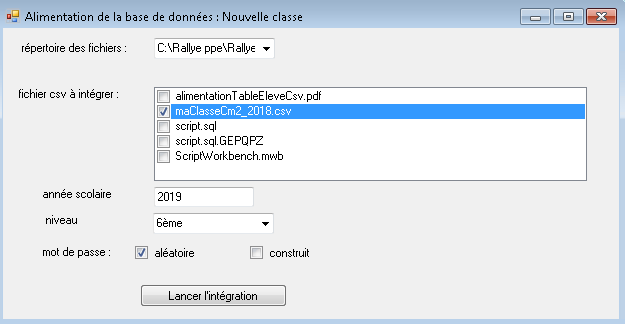 Alimentation de la base de données : Nouvelle classe
répertoire des fichiers : C:\Rallye ppe\Rallye
fichier csv à intégrer :
alimentationTableEleveCsv.pdf
maClasseCm2_2018.csv
script.sql
script.sql.GEPQPZ
ScriptWorkbench.mwb
année scolaire 2019
niveau 6ème
mot de passe : aléatoire construit
Lancer l'intégration